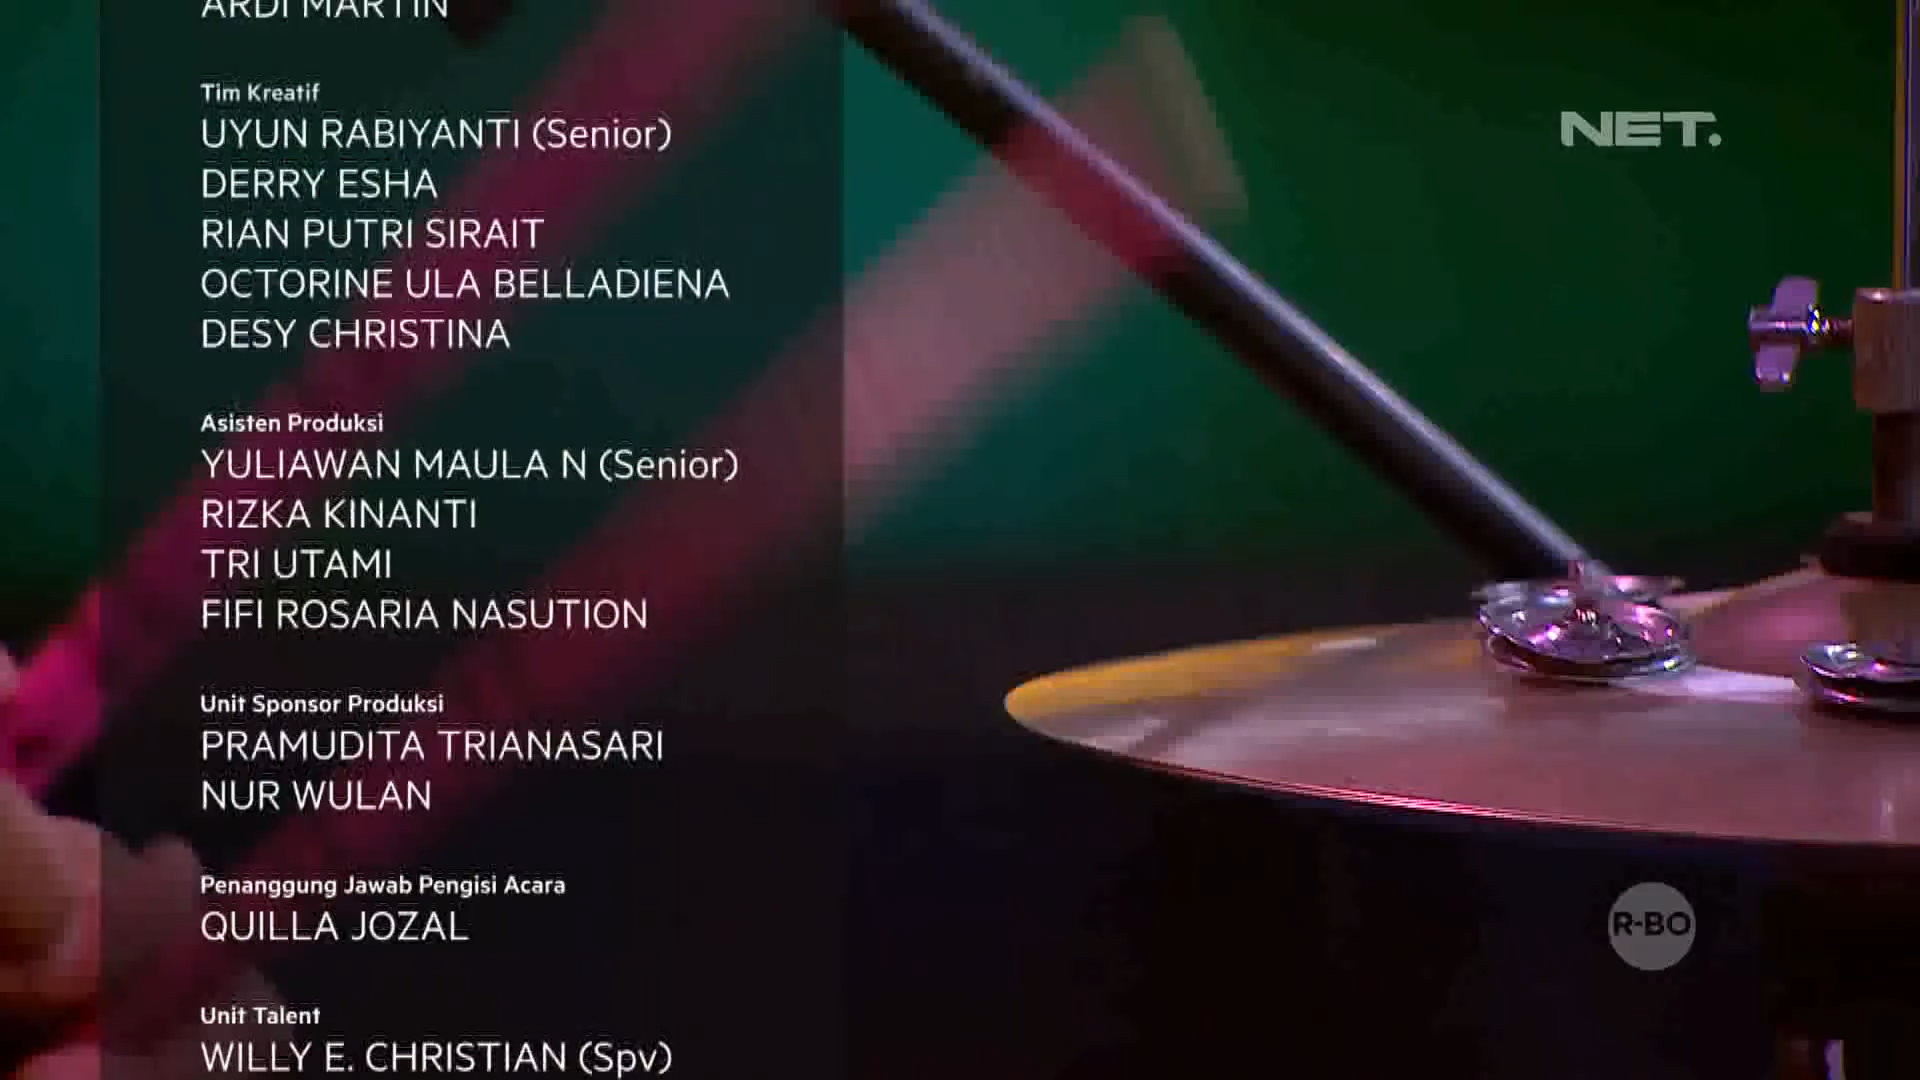 ARDI MARTIN
Tim Kreatif
UYUN RABIYANTI (Senior)
DERRY ESHA
RIAN PUTRI SIRAIT
OCTORINE ULA BELLADIENA
DESY CHRISTINA
Asisten Produksi
YULIAWAN MAULA N (Senior)
RIZKA KINANTI
TRI UTAMI
FIFI ROSARIA NASUTION
Unit Sponsor Produksi
PRAMUDITA TRIANASARI
NUR WULAN
Penanggung Jawab Pengisi Acara
QUILLA JOZAL
Unit Talent
WILLY E. CHRISTIAN (Spv)
NET.
R-BO